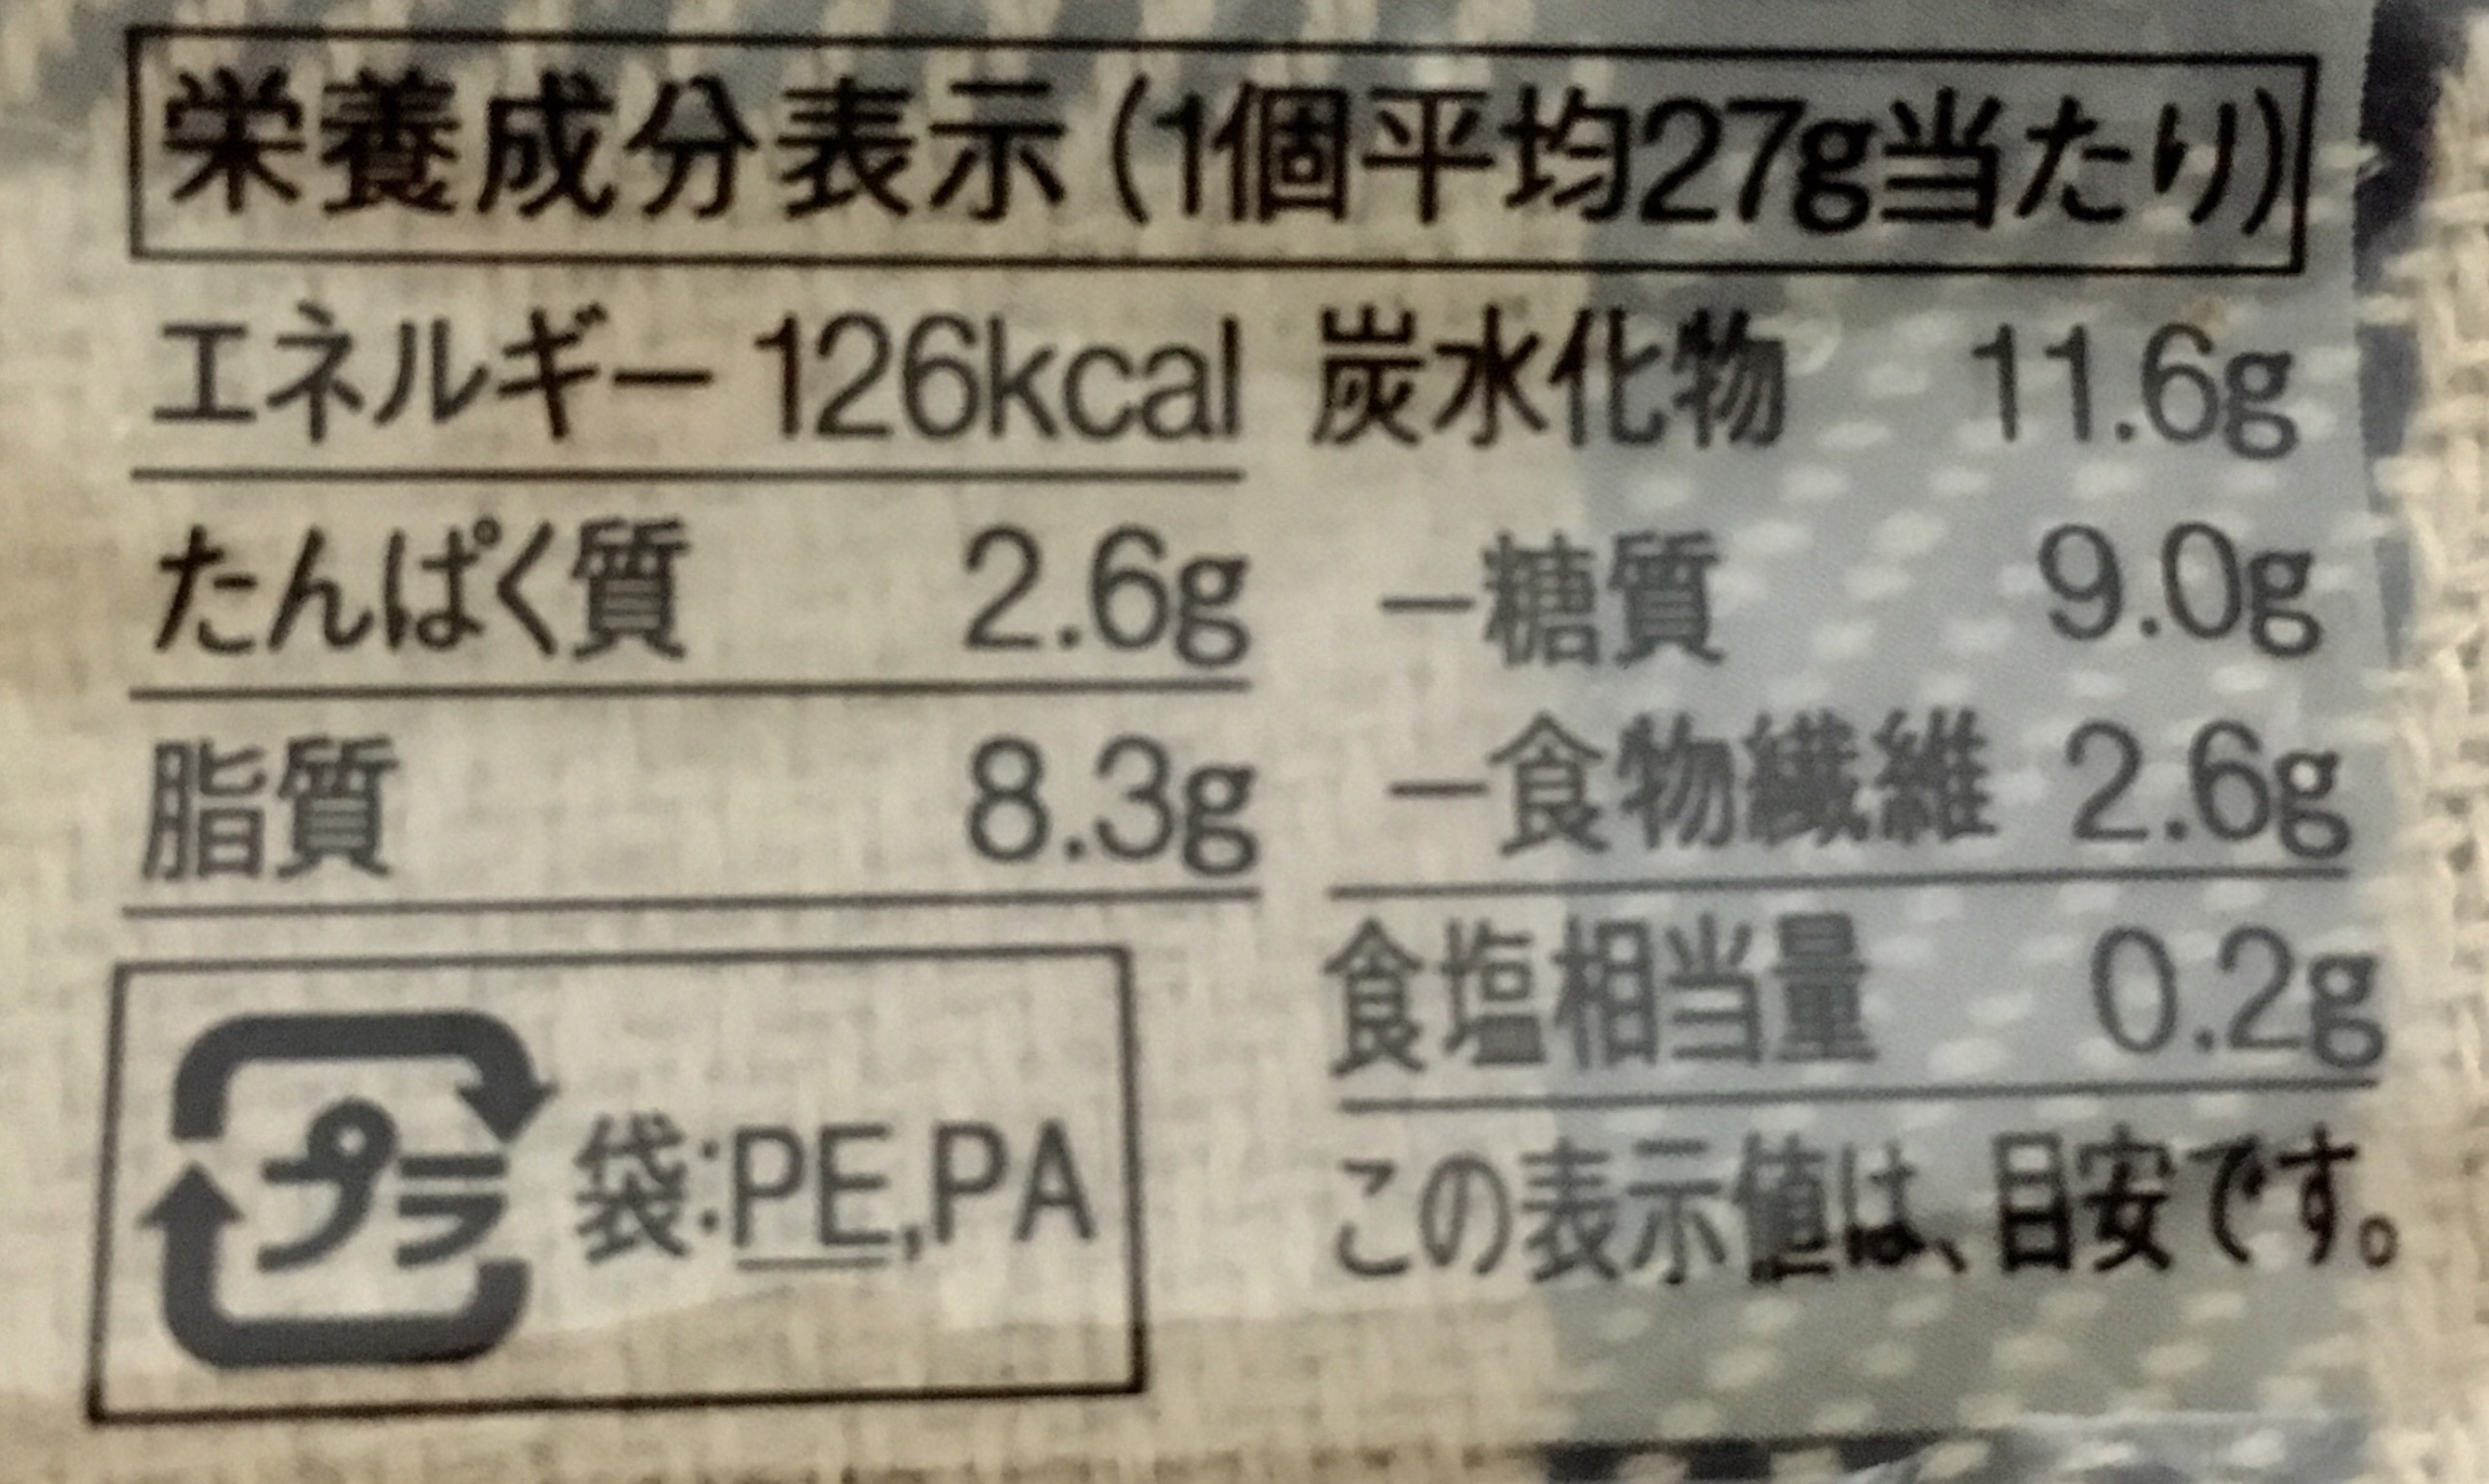 栄養成分表示(1個平均27g当たり)
エネルギー 126kcal
たんぱく質 2.6g
脂質 8.3g
炭水化物 11.6g
ー糖質 9.0g
ー食物繊維 2.6g
食塩相当量 0.2g
この表示値は、目安です。
プラ
袋:PE,PA